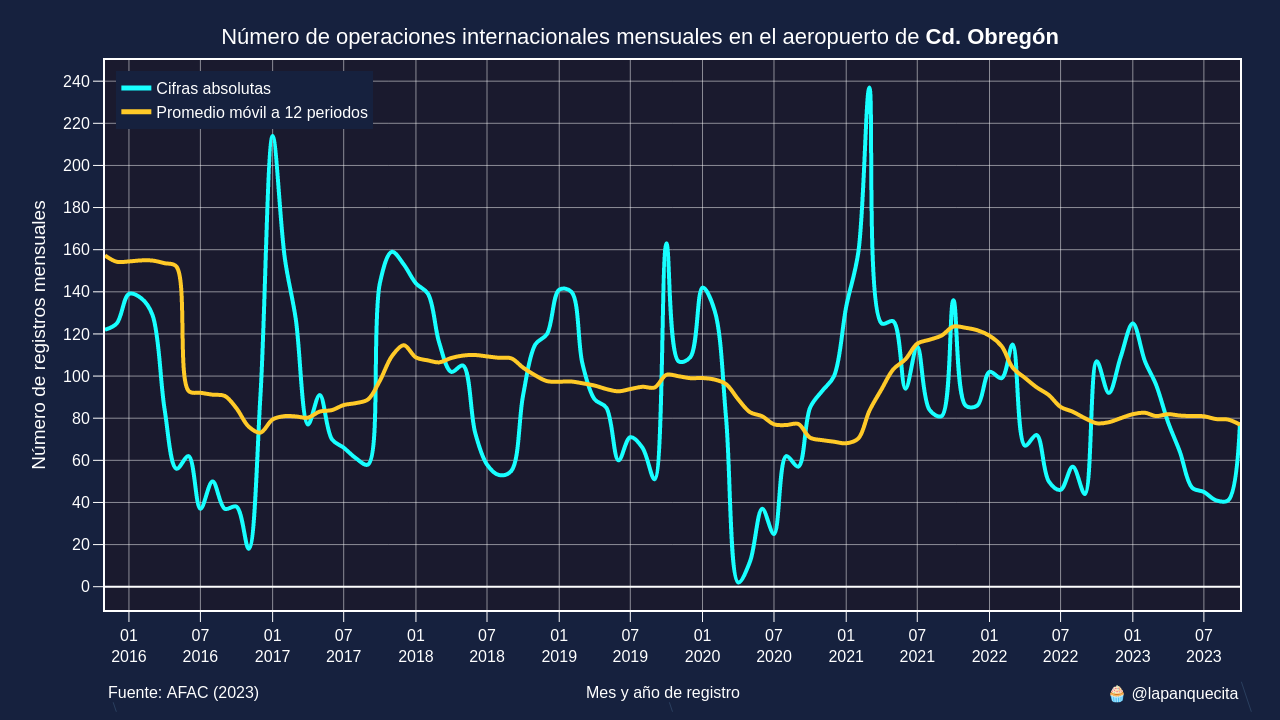 Número de operaciones internacionales mensuales en el aeropuerto de Cd. Obregón
Cifras absolutas
Promedio móvil a 12 periodos
Número de registros mensuales
240
220
200
180
160
140
120
100
80
60
40
20
0
01 07 01 07 01 07 01 07 01 07 01 07 01 07 01 07
2016 2016 2017 2017 2018 2018 2019 2019 2020 2020 2021 2021 2022 2022 2023 2023
Fuente: AFAC (2023)
Mes y año de registro
🧁 @lapanquecita